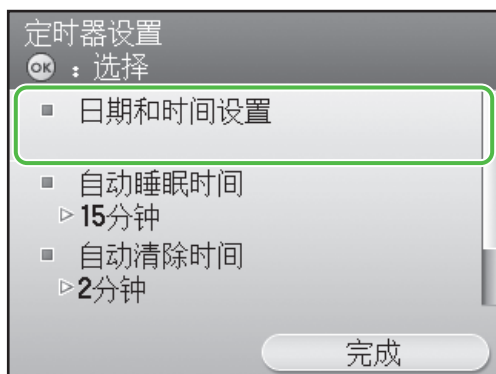 定时器设置
OK：选择
日期和时间设置
自动睡眠时间
15分钟
自动清除时间
2分钟
完成